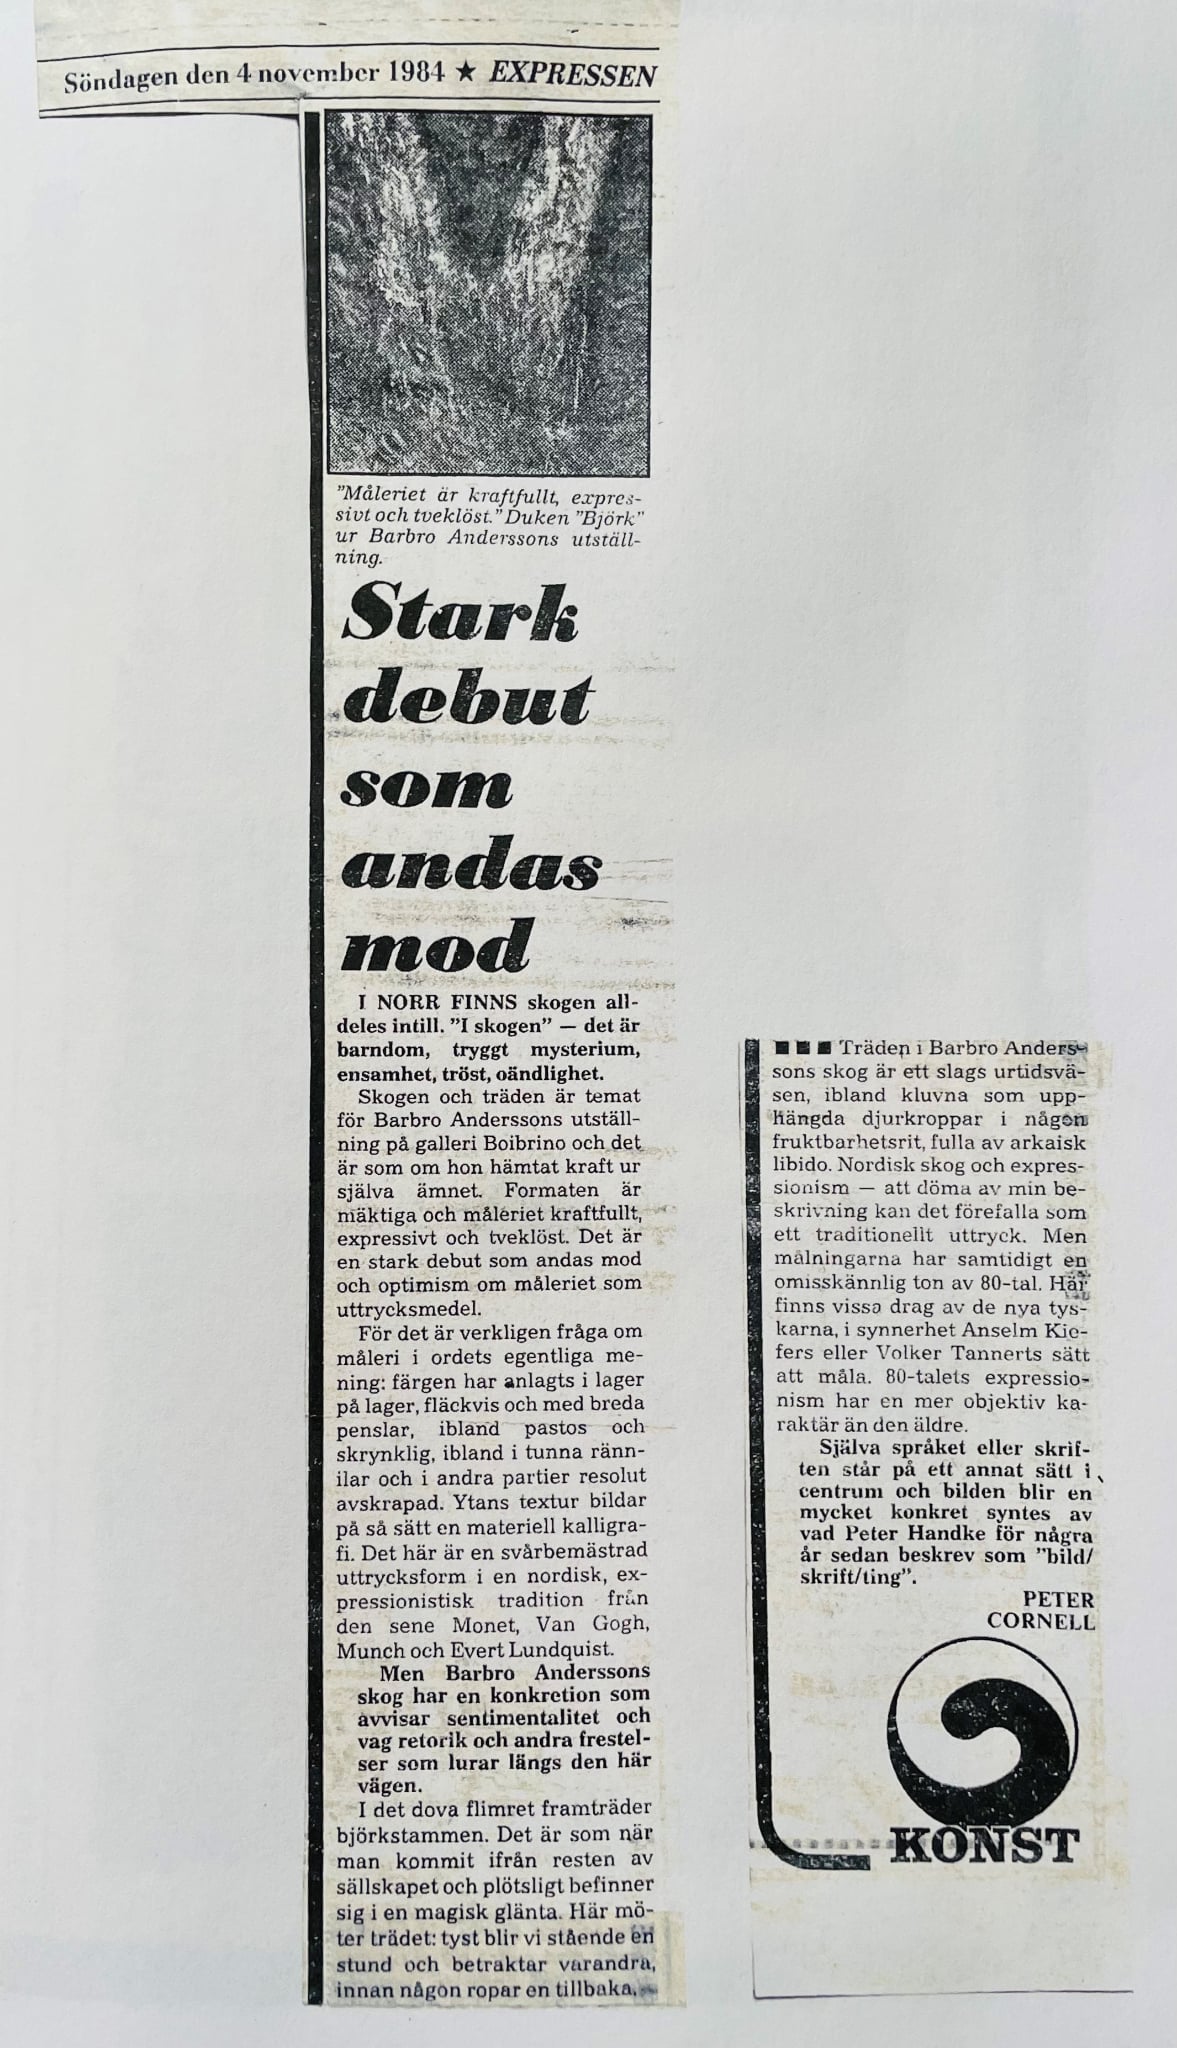 Söndagen den 4 november 1984 ★ EXPRESSEN
"Måleriet är kraftfullt, expres-
sivt och tveklöst." Duken "Björk"
ur Barbro Anderssons utställ-
ning.
Stark
debut
som
andas
mod
I NORR FINNS skogen all-
deles intill. "I skogen" — det är
barndom, tryggt mysterium,
ensamhet, tröst, oändlighet.
Skogen och träden är temat
för Barbro Anderssons utställ-
ning på galleri Boibrino och det
är som om hon hämtat kraft ur
själva ämnet. Formaten är
mäktiga och måleriet kraftfullt,
expressivt och tveklöst. Det är
en stark debut som andas mod
och optimism om måleriet som
uttrycksmedel.
För det är verkligen fråga om
måleri i ordets egentliga me-
ning: färgen har anlagts i lager
på lager, fläckvis och med breda
penslar, ibland pastos och
skrynklig, ibland i tunna ränn-
ilar och i andra partier resolut
avskrapad. Ytans textur bildar
på så sätt en materiell kalligra-
fi. Det här är en svårbemästrad
uttrycksform i en nordisk, ex-
pressionistisk tradition från
den sene Monet, Van Gogh,
Munch och Evert Lundquist.
Men Barbro Anderssons
skog har en konkretion som
avvisar sentimentalitet och
vag retorik och andra frestel-
ser som lurar längs den här
vägen.
I det dova flimret framträder
björkstammen. Det är som när
man kommit ifrån resten av
sällskapet och plötsligt befinner
sig i en magisk glänta. Här mö-
ter trädet: tyst blir vi stående en
stund och betraktar varandra,
innan någon ropar en tillbaka.
■ ■ ■ Träden i Barbro Anders-
sons skog är ett slags urtidsvä-
sen, ibland kluvna som upp-
hängda djurkroppar i någon
fruktbarhetsrit, fulla av arkaisk
libido. Nordisk skog och expres-
sionism — att döma av min be-
skrivning kan det förefalla som
ett traditionellt uttryck. Men
målningarna har samtidigt en
omisskännlig ton av 80-tal. Här
finns vissa drag av de nya tys-
karna, i synnerhet Anselm Kie-
fers eller Volker Tannerts sätt
att måla. 80-talets expressio-
nism har en mer objektiv ka-
raktär än den äldre.
Själva språket eller skrif-
ten står på ett annat sätt i
centrum och bilden blir en
mycket konkret syntes av
vad Peter Handke för några
år sedan beskrev som "bild/
skrift/ting".
PETER
CORNELL
KONST